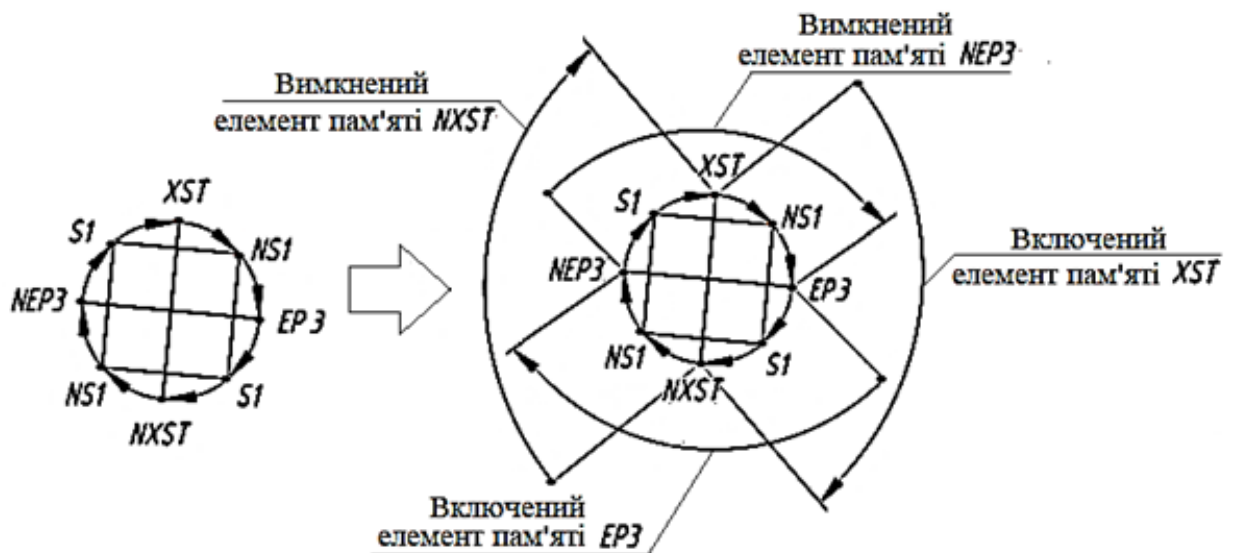 Вимкнений
елемент пам'яті NXST
Вимкнений
елемент пам'яті NEP3
XST
S1
NS1
NEP3
EP 3
NS1
S1
NXST
XST
S1
NS1
NEP3
EP3
NS1
S1
NXST
Включений
елемент пам'яті XST
Включений
елемент пам'яті EP3